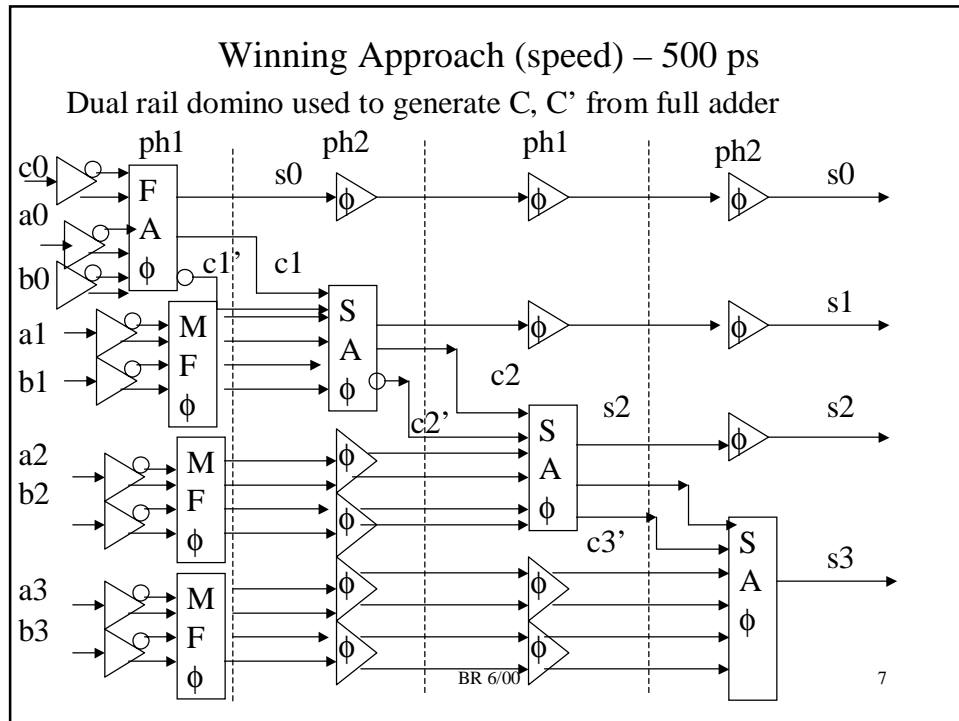 Winning Approach (speed) – 500 ps
Dual rail domino used to generate C, C’ from full adder
ph1
ph2
ph1
ph2
c0
a0
b0
F
A
ϕ
s0
ϕ
ϕ
ϕ
s0
c1’
c1
a1
b1
M
F
ϕ
S
A
ϕ
ϕ
ϕ
s1
c2
c2’
a2
b2
M
F
ϕ
ϕ
ϕ
S
A
ϕ
s2
ϕ
s2
c3’
a3
b3
M
F
ϕ
ϕ
ϕ
ϕ
ϕ
S
A
ϕ
s3
BR 6/00
7